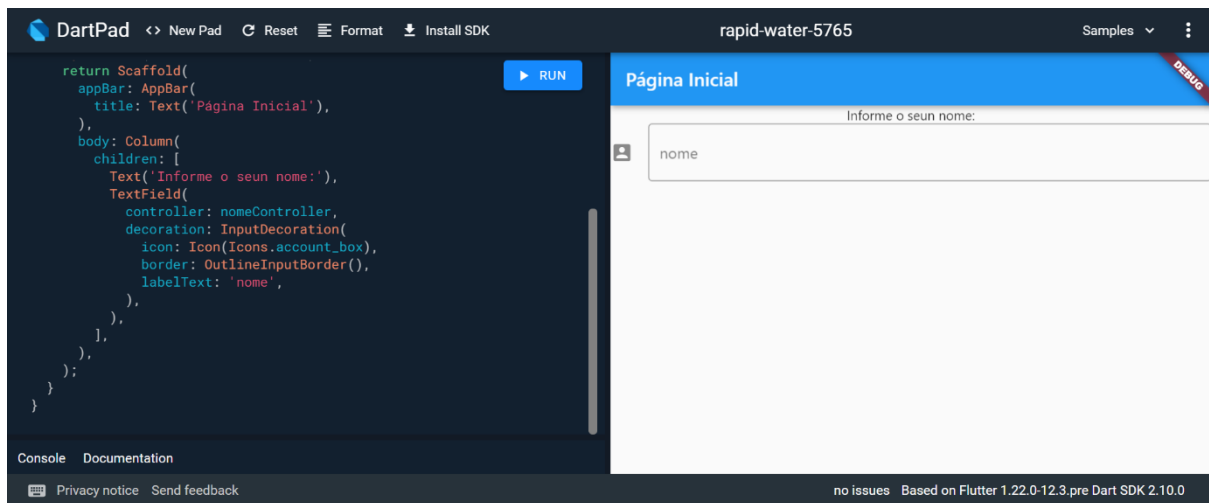 DartPad <> New Pad Reset Format Install SDK rapid-water-5765 Samples
return Scaffold(
appBar: AppBar(
title: Text('Página Inicial'),
),
body: Column(
children: [
Text('Informe o seun nome:'),
TextField(
controller: nomeController,
decoration: InputDecoration(
icon: Icon(Icons.account_box),
border: OutlineInputBorder(),
labelText: 'nome',
),
),
],
),
);
}
}
RUN
Página Inicial
DEBUG
Informe o seun nome:
nome
Console Documentation
Privacy notice Send feedback
no issues Based on Flutter 1.22.0-12.3.pre Dart SDK 2.10.0